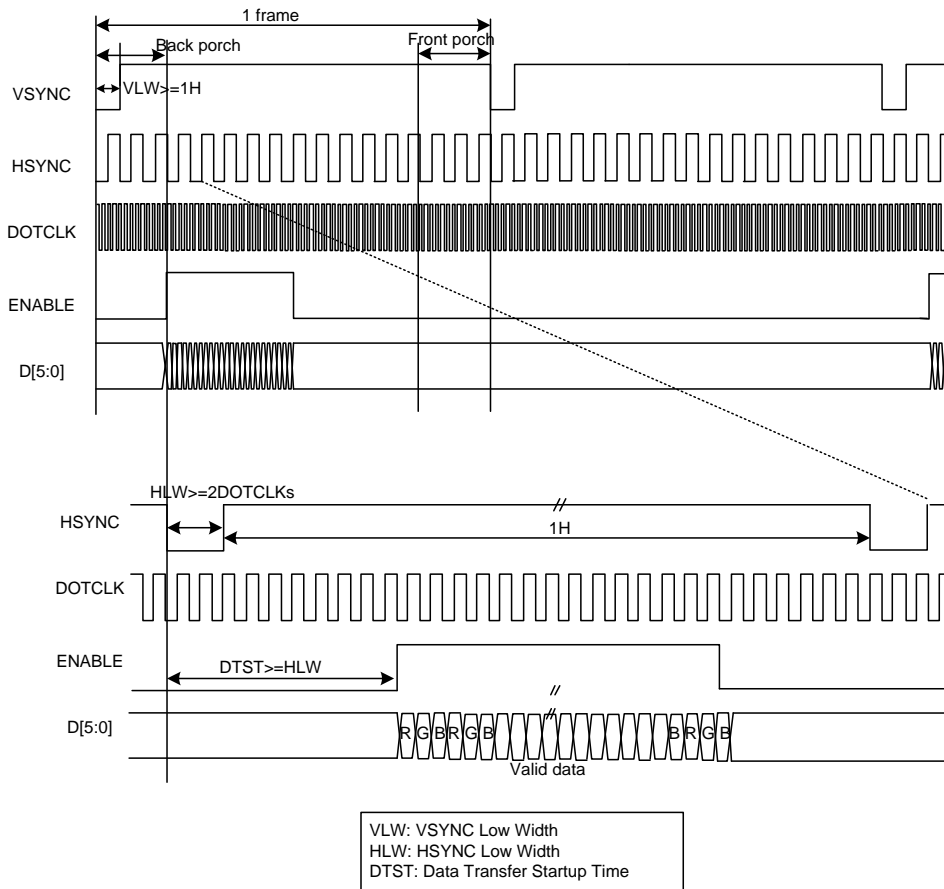 1 frame
Back porch
Front porch
VLW>=1H
VSYNC
HSYNC
DOTCLK
ENABLE
D[5:0]
HLW>=2DOTCLKs
HSYNC
//
1H
DOTCLK
ENABLE
DTST>=HLW
//
D[5:0]
//
R G B R G B B R G B
Valid data
VLW: VSYNC Low Width
HLW: HSYNC Low Width
DTST: Data Transfer Startup Time